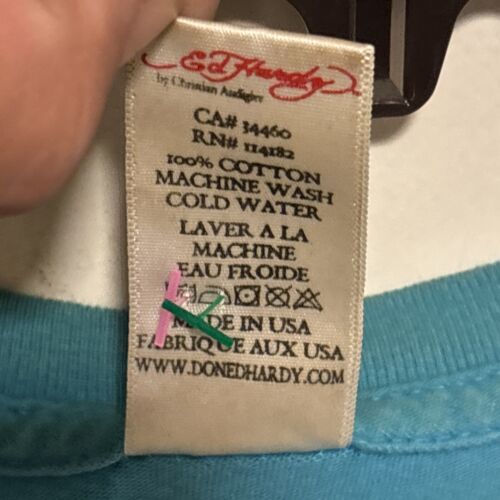 Ed Hardy
by Christian Audigier
CA# 34460
RN# 114182
100% COTTON
MACHINE WASH
COLD WATER
LAVER A LA
MACHINE
EAU FROIDE
MADE IN USA
FABRIQUE AUX USA
WWW.DONEDHARDY.COM